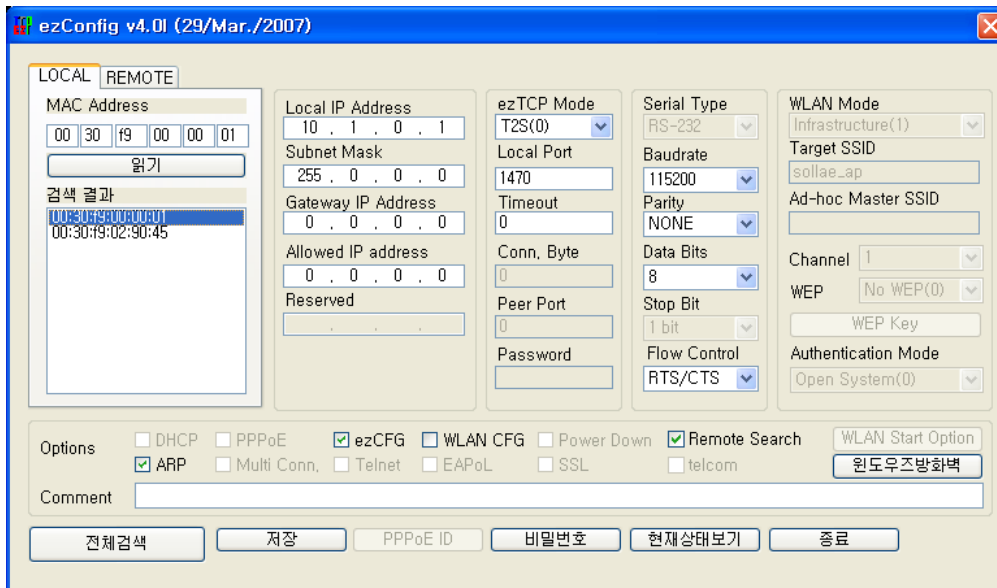 ezConfig v4.0l (29/Mar./2007)
LOCAL REMOTE
MAC Address
00 30 f9 00 00 01
읽기
검색 결과
00:30:f9:00:00:01
00:30:f9:02:90:45
Local IP Address
10 . 1 . 0 . 1
Subnet Mask
255 . 0 . 0 . 0
Gateway IP Address
0 . 0 . 0 . 0
Allowed IP address
0 . 0 . 0 . 0
Reserved
. . .
ezTCP Mode
T2S(0)
Local Port
1470
Timeout
0
Conn, Byte
0
Peer Port
0
Password
Serial Type
RS-232
Baudrate
115200
Parity
NONE
Data Bits
8
Stop Bit
1 bit
Flow Control
RTS/CTS
WLAN Mode
Infrastructure(1)
Target SSID
sollae_ap
Ad-hoc Master SSID
Channel 1
WEP No WEP(0)
WEP Key
Authentication Mode
Open System(0)
Options DHCP PPPoE ezCFG WLAN CFG Power Down Remote Search WLAN Start Option
ARP Multi Conn, Telnet EAPoL SSL telcom 윈도우즈방화벽
Comment
전체검색 저장 PPPoE ID 비밀번호 현재상태보기 종료